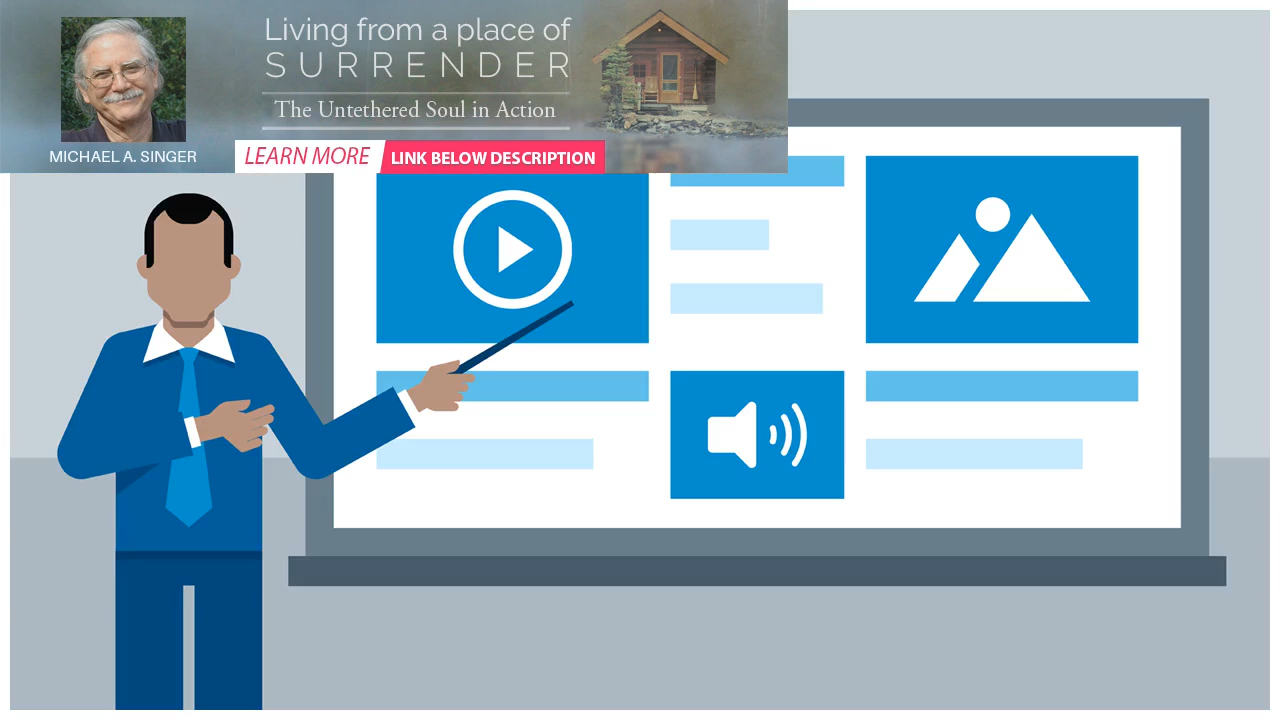 Living from a place of
SURRENDER
The Untethered Soul in Action
MICHAEL A. SINGER
LEARN MORE
LINK BELOW DESCRIPTION